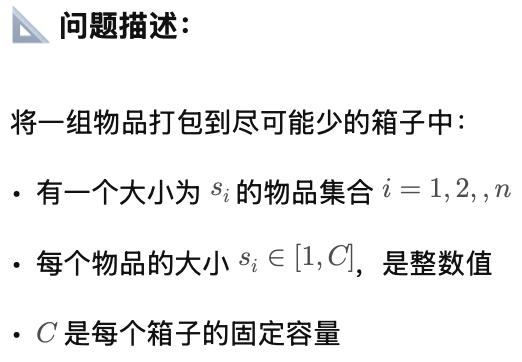 问题描述：
将一组物品打包到尽可能少的箱子中：
• 有一个大小为 sᵢ 的物品集合 i = 1, 2, , n
• 每个物品的大小 sᵢ ∈ [1, C]，是整数值
• C 是每个箱子的固定容量